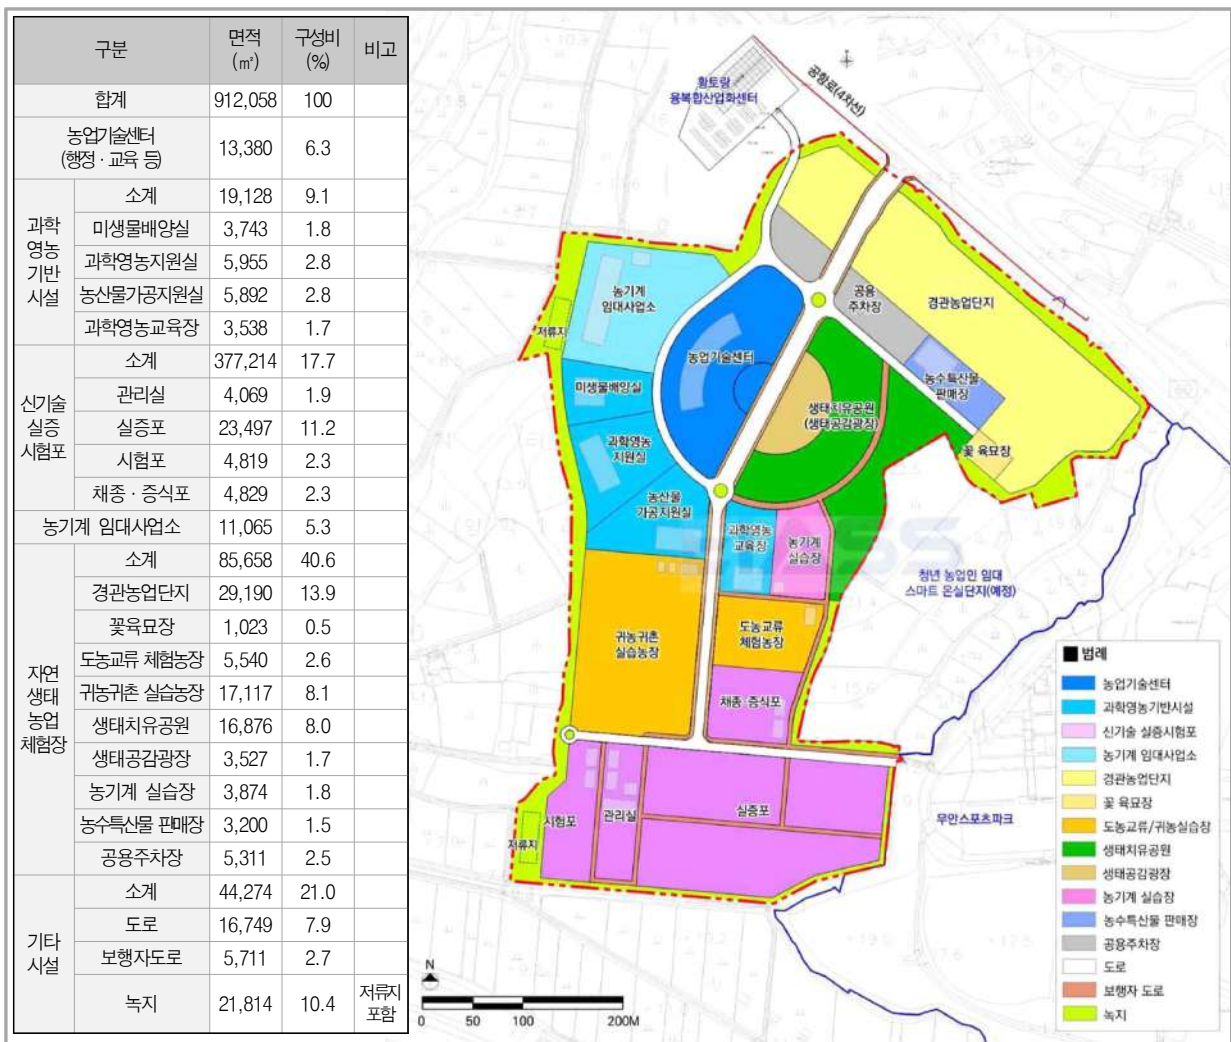 구분 면적(㎡) 구성비(%) 비고
합계 912,058 100
농업기술센터(행정·교육 등) 13,380 6.3
과학영농기반시설 소계 19,128 9.1
미생물배양실 3,743 1.8
과학영농지원실 5,955 2.8
농산물가공지원실 5,892 2.8
과학영농교육장 3,538 1.7
신기술실증시험포 소계 377,214 17.7
관리실 4,069 1.9
실증포 23,497 11.2
시험포 4,819 2.3
채종·증식포 4,829 2.3
농기계 임대사업소 11,065 5.3
자연생태농업체험장 소계 85,658 40.6
경관농업단지 29,190 13.9
꽃육묘장 1,023 0.5
도농교류 체험농장 5,540 2.6
귀농귀촌 실습농장 17,117 8.1
생태치유공원 16,876 8.0
생태공감광장 3,527 1.7
농기계 실습장 3,874 1.8
농수특산물 판매장 3,200 1.5
공용주차장 5,311 2.5
기타시설 소계 44,274 21.0
도로 16,749 7.9
보행자도로 5,711 2.7
녹지 21,814 10.4 저류지포함
황토랑
융복합산업화센터
공항로(4차선)
농기계
임대사업소
저류지
공용
주차장
경관농업단지
농업기술센터
농수특산물
판매장
미생물배양실
생태치유공원
(생태공감광장)
과학영농
지원실
꽃 육묘장
농산물
가공지원실
과학영농
교육장
농기계
실습장
청년 농업인 임대
스마트 온실단지(예정)
귀농귀촌
실습농장
도농교류
체험농장
채종·증식포
시험포
관리실
실증포
저류지
무안스포츠파크
범례
농업기술센터
과학영농기반시설
신기술 실증시험포
농기계 임대사업소
경관농업단지
꽃 육묘장
도농교류/귀농실습장
생태치유공원
생태공감광장
농기계 실습장
농수특산물 판매장
공용주차장
도로
보행자 도로
녹지
N
0 50 100 200M